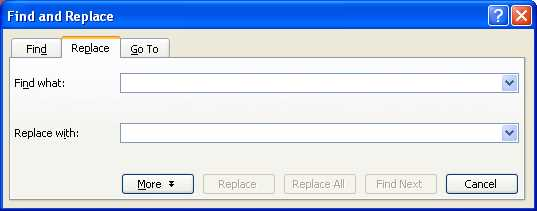 Find and Replace
Find Replace Go To
Find what:
Replace with:
More Replace Replace All Find Next Cancel